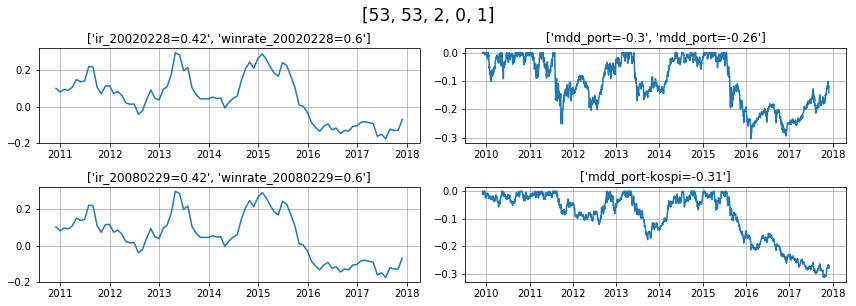 [53, 53, 2, 0, 1]
['ir_20020228=0.42', 'winrate_20020228=0.6']
0.2
0.0
−0.2
2011 2012 2013 2014 2015 2016 2017 2018
['mdd_port=-0.3', 'mdd_port=-0.26']
0.0
−0.1
−0.2
−0.3
2010 2011 2012 2013 2014 2015 2016 2017 2018
['ir_20080229=0.42', 'winrate_20080229=0.6']
0.2
0.0
−0.2
2011 2012 2013 2014 2015 2016 2017 2018
['mdd_port-kospi=-0.31']
0.0
−0.1
−0.2
−0.3
2010 2011 2012 2013 2014 2015 2016 2017 2018